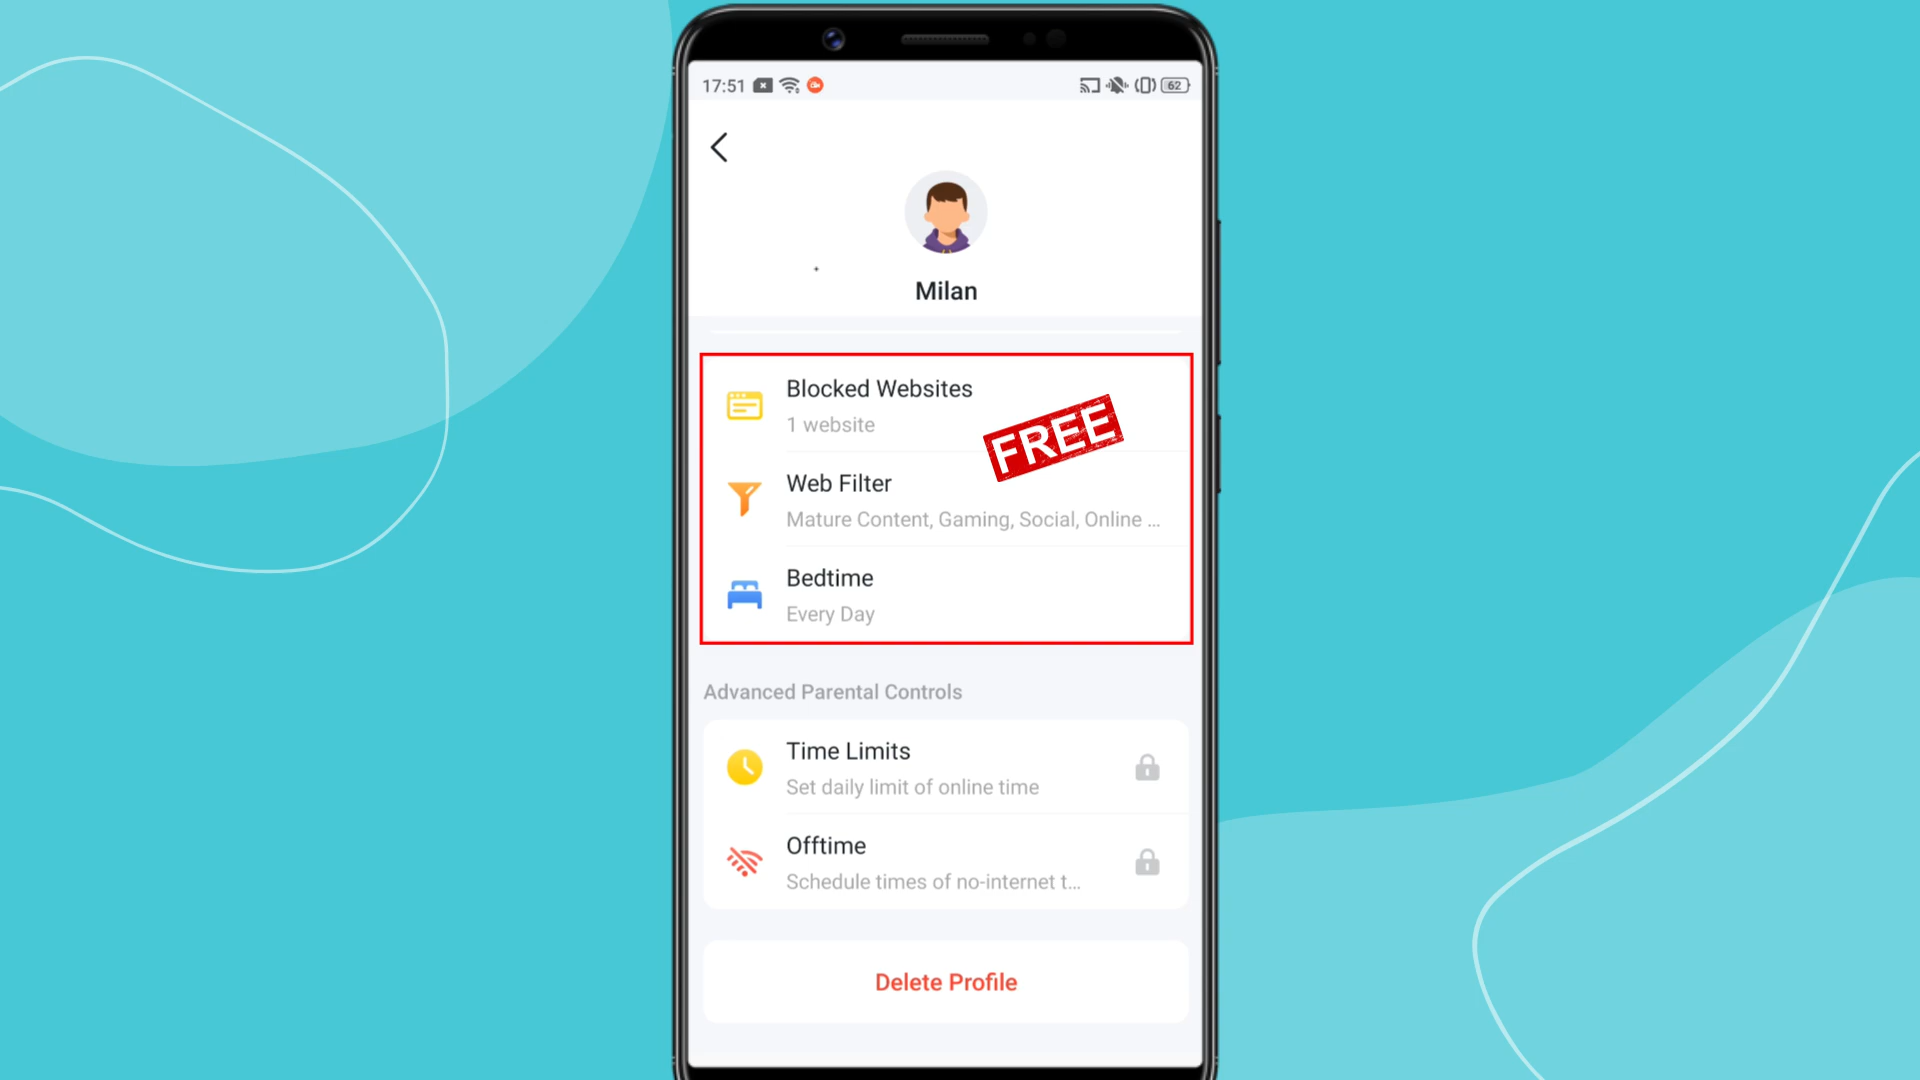 17:51
62
Milan
Blocked Websites
1 website
FREE
Web Filter
Mature Content, Gaming, Social, Online ...
Bedtime
Every Day
Advanced Parental Controls
Time Limits
Set daily limit of online time
Offtime
Schedule times of no-internet t...
Delete Profile